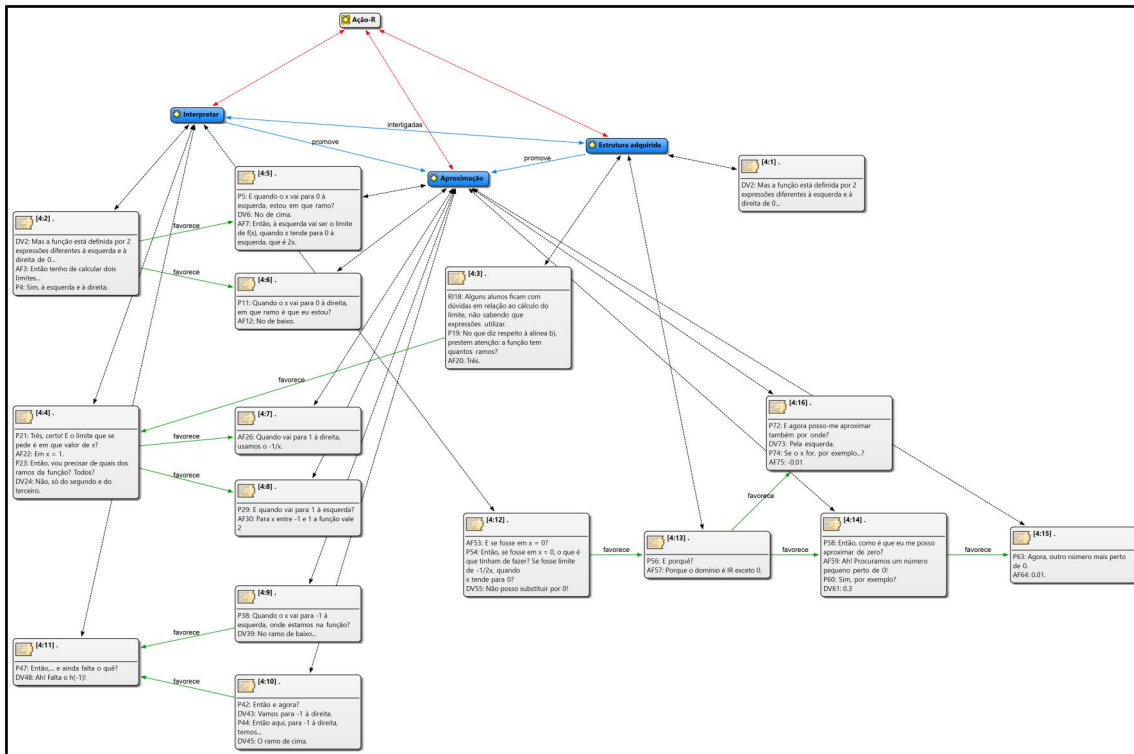 Ação-R
Interpretar
interligadas
Estrutura adquirida
promove
promove
Aproximação
[4:1] .
DV2: Mas a função está definida por 2
expressões diferentes à esquerda e à
direita de 0...
[4:5] .
P5: E quando o x vai para 0 à
esquerda, estou em que ramo?
DV6: No de cima.
AF7: Então, à esquerda vai ser o limite
de f(x), quando x tende para 0 à
esquerda, que é 2x.
[4:2] .
DV2: Mas a função está definida por 2
expressões diferentes à esquerda e à
direita de 0...
AF3: Então tenho de calcular dois
limites...
P4: Sim, à esquerda e à direita.
favorece
favorece
[4:6] .
P11: Quando o x vai para 0 à direita,
em que ramo é que eu estou?
AF12: No de baixo.
[4:3] .
RI18: Alguns alunos ficam com
dúvidas em relação ao cálculo do
limite, não sabendo que
expressões utilizar.
P19: No que diz respeito à alínea b),
prestem atenção: a função tem
quantos ramos?
AF20: Três.
favorece
[4:4] .
P21: Três, certo! E o limite que se
pede é em que valor de x?
AF22: Em x = 1.
P23: Então, vou precisar de quais dos
ramos da função? Todos?
DV24: Não, só do segundo e do
terceiro.
favorece
favorece
[4:7] .
AF26: Quando vai para 1 à direita,
usamos o -1/x.
[4:8] .
P29: E quando vai para 1 à esquerda?
AF30: Para x entre -1 e 1 a função vale
2
[4:16] .
P72: E agora posso-me aproximar
também por onde?
DV73: Pela esquerda.
P74: Se o x for, por exemplo...?
AF75: -0.01
favorece
[4:12] .
AF53: E se fosse em x = 0?
P54: Então, se fosse em x = 0, o que é
que tinham de fazer? Se fosse limite
de -1/2x, quando
x tende para 0?
DV55: Não posso substituir por 0!
favorece
[4:13] .
P56: E porquê?
AF57: Porque o domínio é IR exceto 0.
favorece
[4:14] .
P58: Então, como é que eu me posso
aproximar de zero?
AF59: Ah! Procuramos um número
pequeno perto de 0!
P60: Sim, por exemplo?
DV61: 0.3
favorece
[4:15] .
P63: Agora, outro número mais perto
de 0.
AF64: 0.01.
[4:9] .
P38: Quando o x vai para -1 à
esquerda, onde estamos na função?
DV39: No ramo de baixo...
favorece
[4:11] .
P47: Então,... e ainda falta o quê?
DV48: Ah! Falta o h(-1)!
favorece
[4:10] .
P42: Então e agora?
DV43: Vamos para -1 à direita.
P44: Então aqui, para -1 à direita,
temos...
DV45: O ramo de cima.